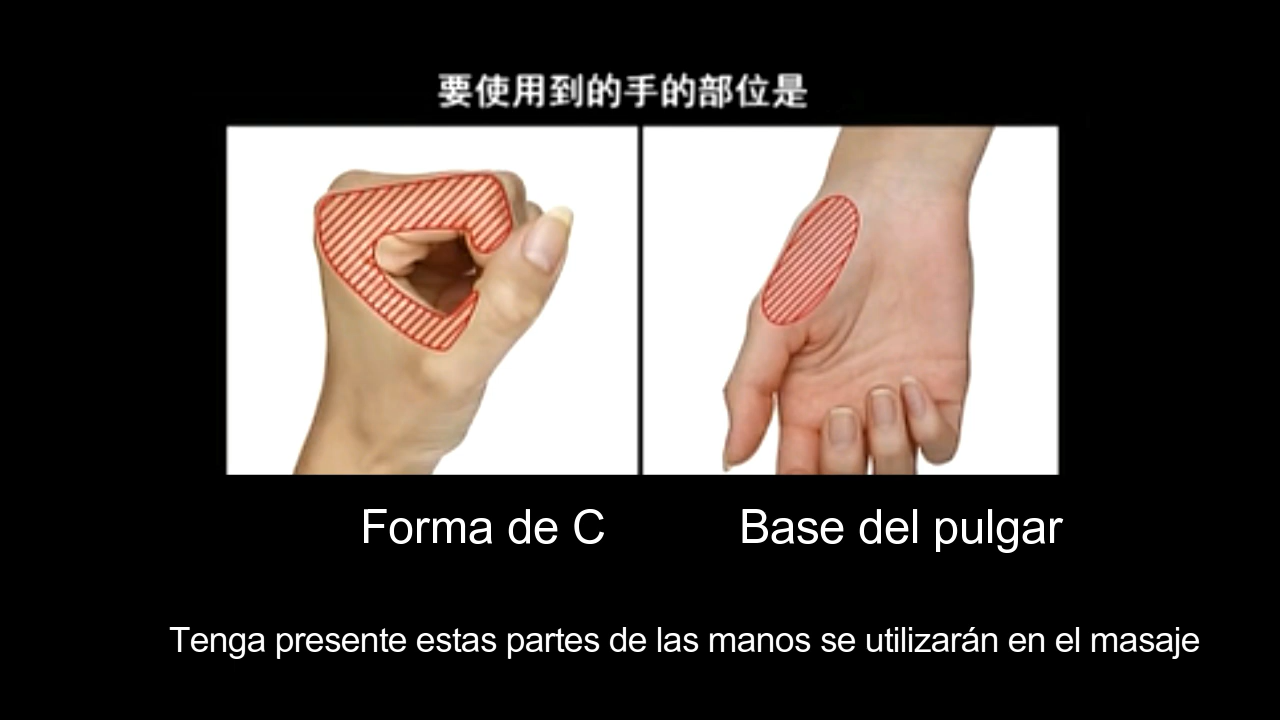 要使用到的手的部位是
Forma de C
Base del pulgar
Tenga presente estas partes de las manos se utilizarán en el masaje